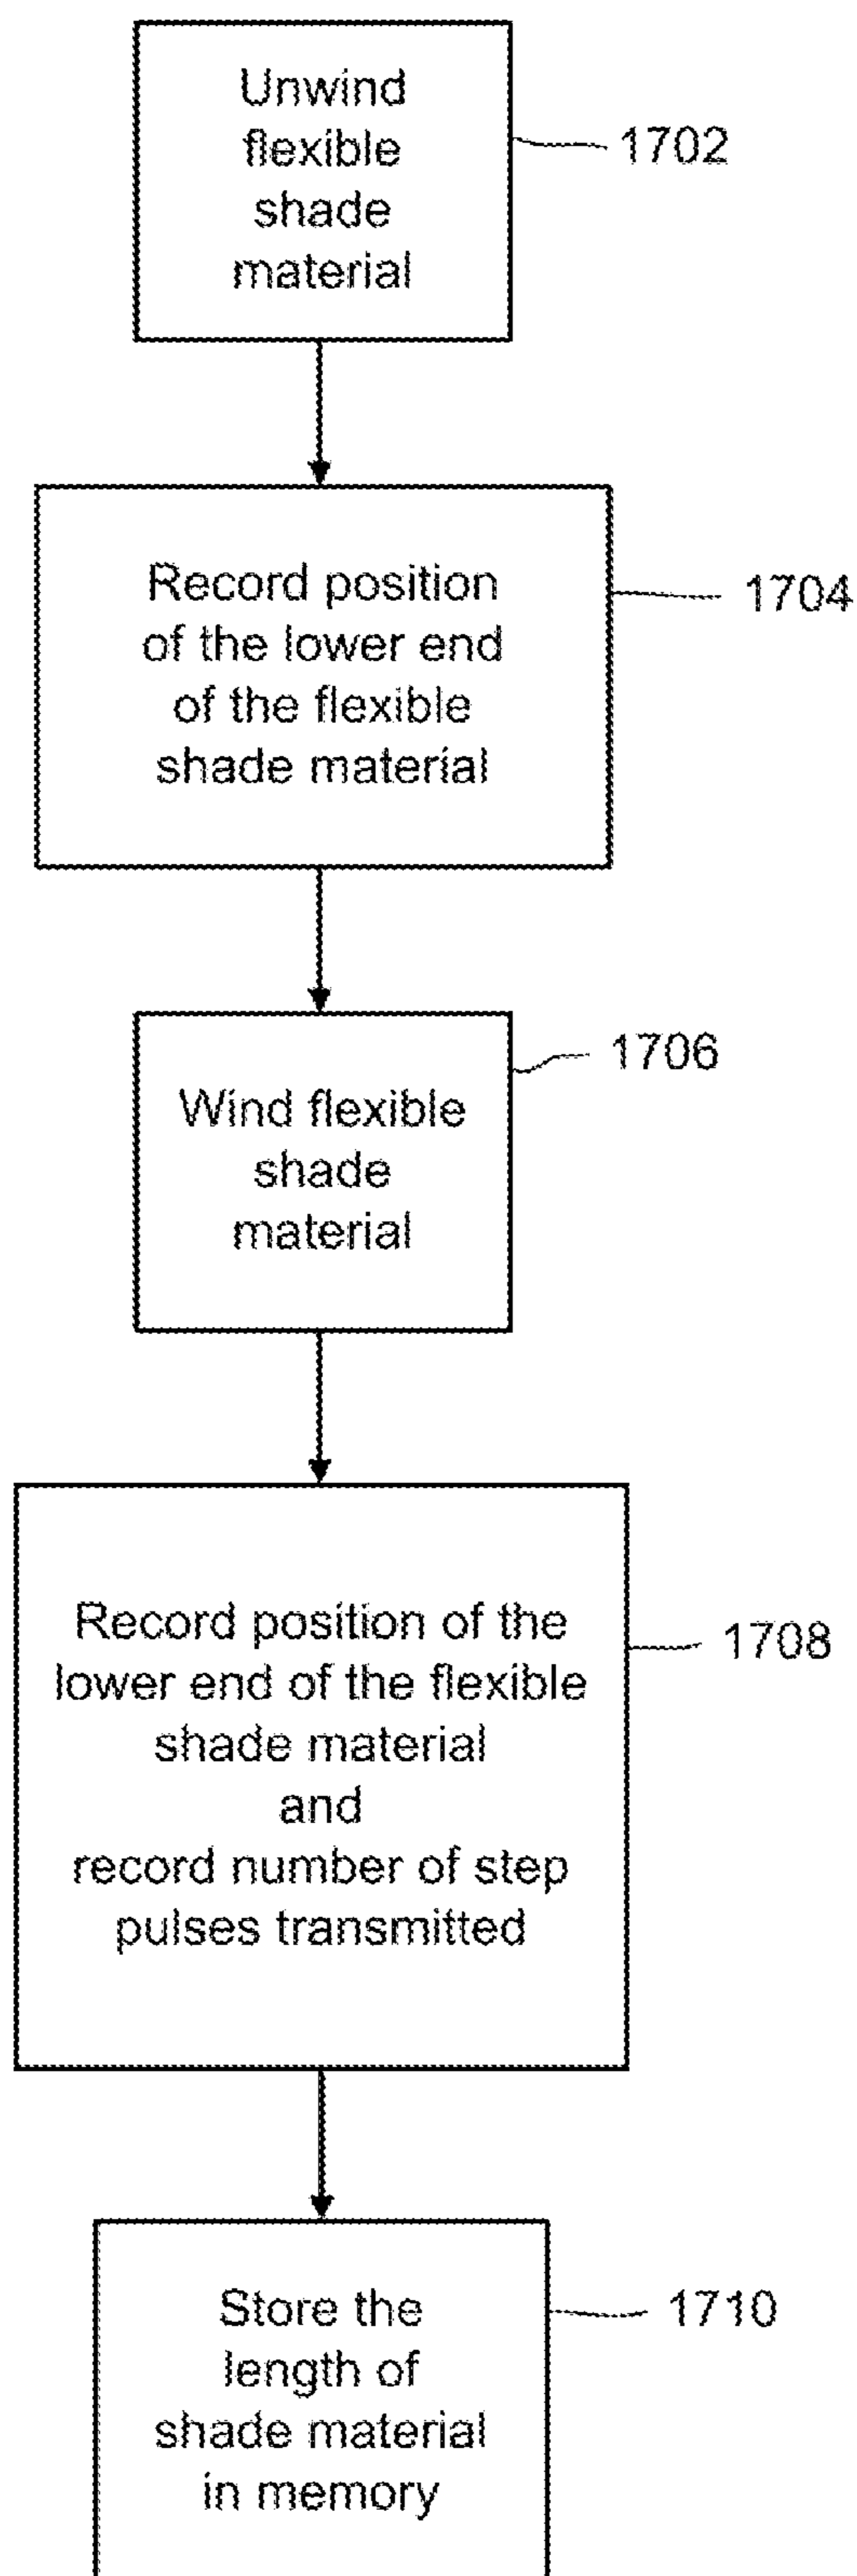 Unwind
flexible
shade
material
1702
Record position
of the lower end
of the flexible
shade material
1704
Wind flexible
shade
material
1706
Record position of the
lower end of the flexible
shade material
and
record number of step
pulses transmitted
1708
Store the
length of
shade material
in memory
1710